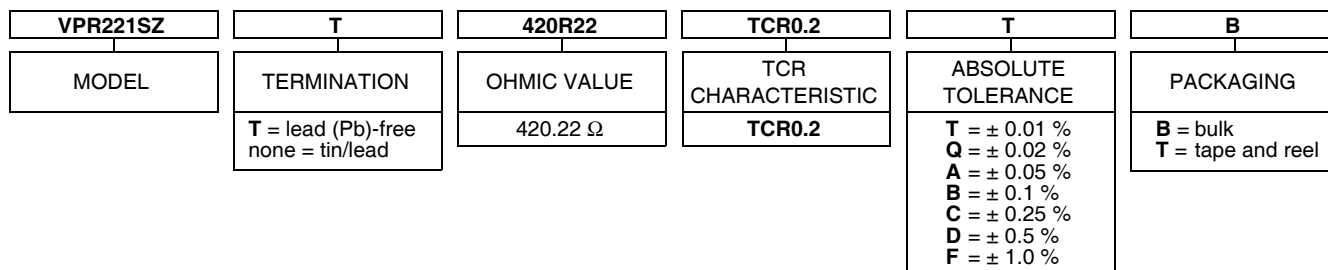 VPR221SZ
MODEL
T
TERMINATION
T = lead (Pb)-free
none = tin/lead
420R22
OHMIC VALUE
420.22 Ω
TCR0.2
TCR
CHARACTERISTIC
TCR0.2
T
ABSOLUTE
TOLERANCE
T = ± 0.01 %
Q = ± 0.02 %
A = ± 0.05 %
B = ± 0.1 %
C = ± 0.25 %
D = ± 0.5 %
F = ± 1.0 %
B
PACKAGING
B = bulk
T = tape and reel